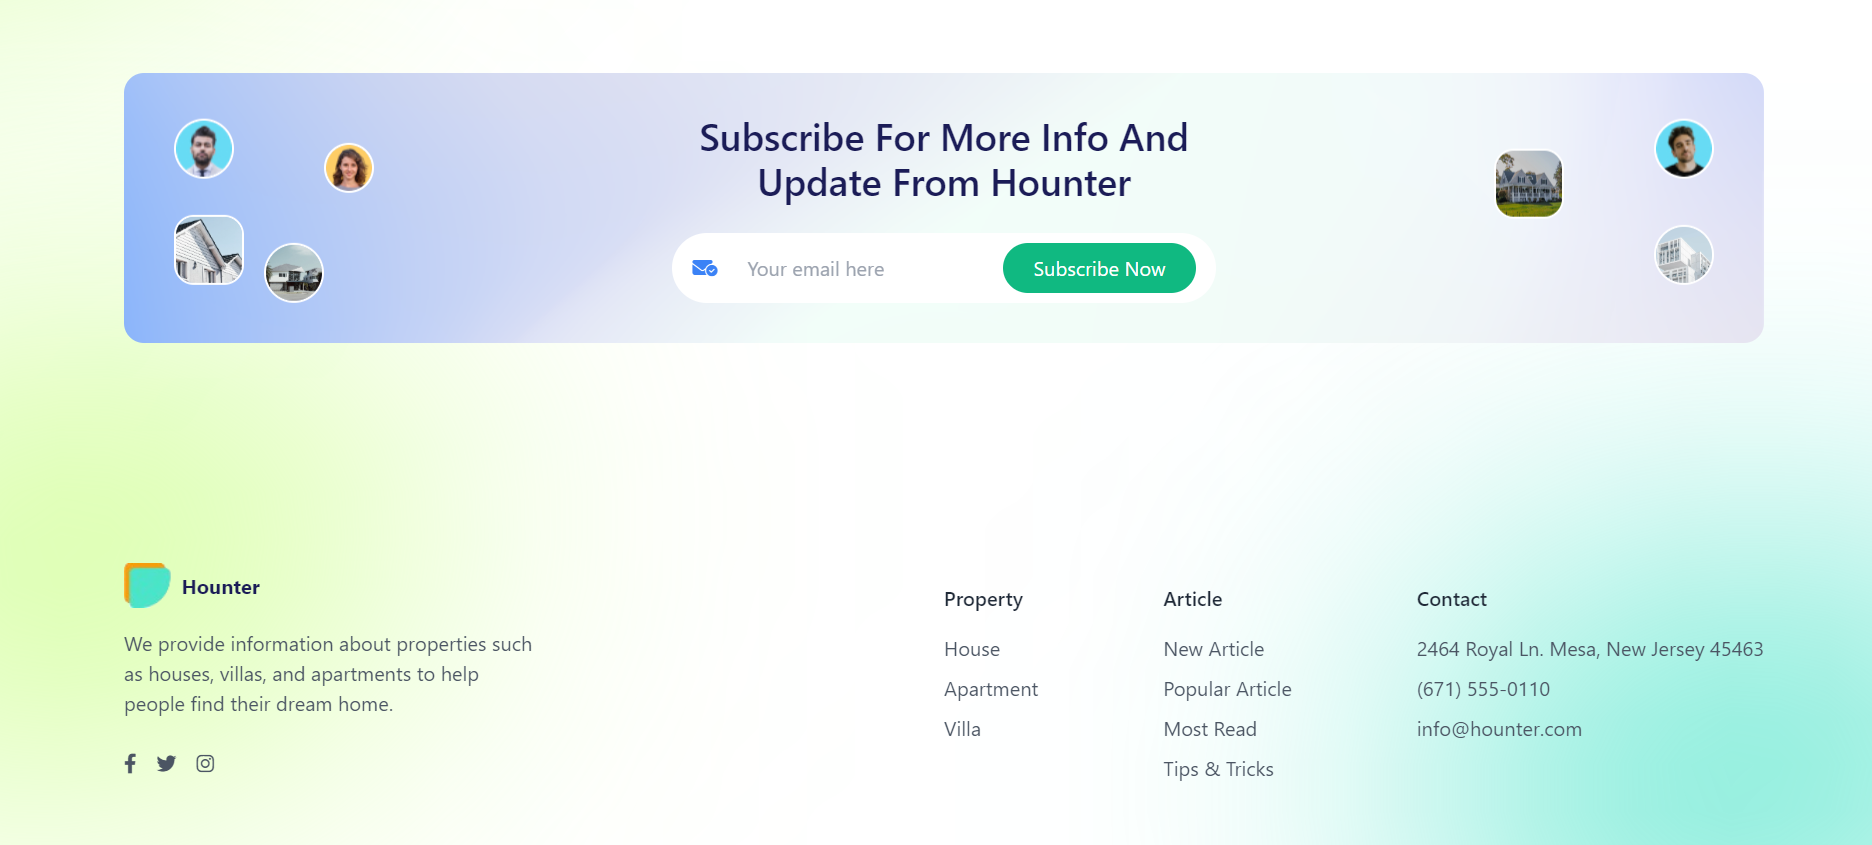 Subscribe For More Info And
Update From Hounter
Your email here
Subscribe Now
Hounter
We provide information about properties such
as houses, villas, and apartments to help
people find their dream home.
Property
House
Apartment
Villa
Article
New Article
Popular Article
Most Read
Tips & Tricks
Contact
2464 Royal Ln. Mesa, New Jersey 45463
(671) 555-0110
info@hounter.com